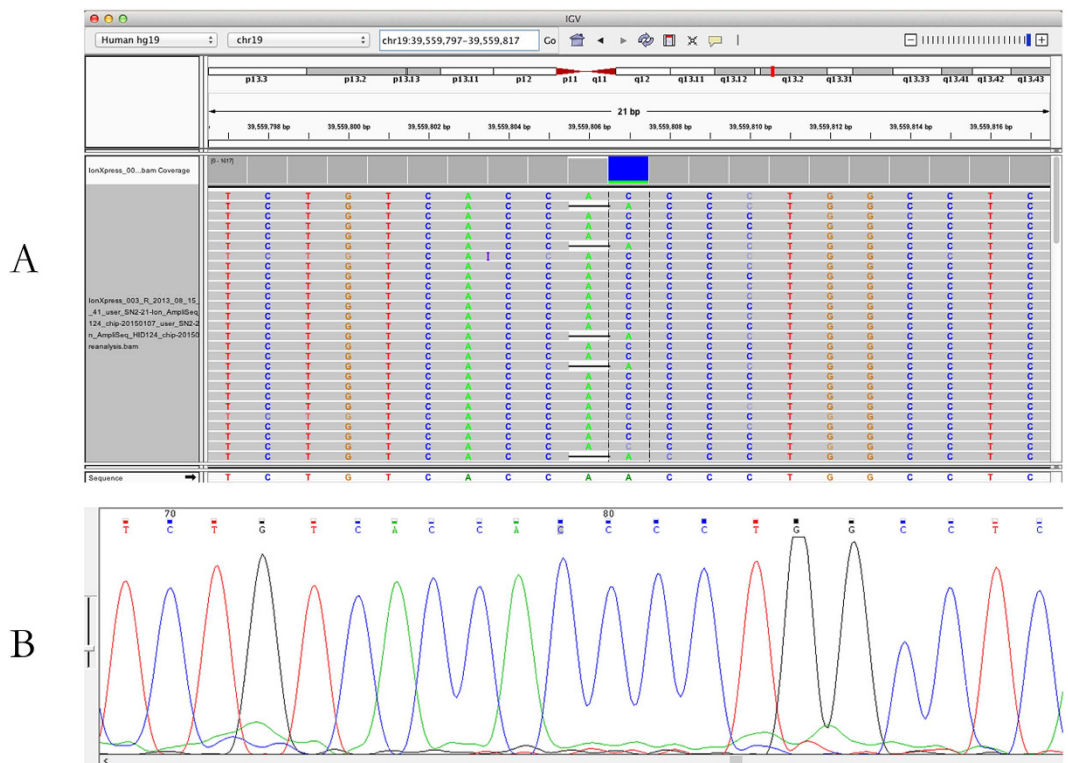 A
IGV
Human hg19 chr19 chr19:39,559,797-39,559,817 Go
p13.3 p13.2 p13.13 p13.11 p12 p11 q11 q12 q13.11 q13.12 q13.2 q13.31 q13.33 q13.41 q13.42 q13.43
21 bp
39,559,798 bp 39,559,800 bp 39,559,802 bp 39,559,804 bp 39,559,806 bp 39,559,808 bp 39,559,810 bp 39,559,812 bp 39,559,814 bp 39,559,816 bp
IonXpress_00...bam Coverage
[0 - 1617]
T C T G T C A C C A C C C C T G G C C T C
T C T G T C A C C A C C C T G G C C T C
T C T G T C A C C A C C C C T G G C C T C
T C T G T C A C C A C C C C T G G C C T C
T C T G T C A C C A C C C T G G C C T C
T C T G T C A I C C A C C C C T G G C C T C
T C T G T C A C C A C C C C T G G C C T C
T C T G T C A C C A C C C C T G G C C T C
T C T G T C A C C A C C C C T G G C C T C
T C T G T C A C C A C C C C T G G C C T C
T C T G T C A C C A C C C C T G G C C T C
T C T G T C A C C A C C C C T G G C C T C
T C T G T C A C C A C C C C T G G C C T C
T C T G T C A C C A C C C C T G G C C T C
T C T G T C A C C A C C C T G G C C T C
T C T G T C A C C A C C C C T G G C C T C
T C T G T C A C C A C C C T G G C C T C
T C T G T C A C C A C C C C T G G C C T C
T C T G T C A C C A C C C C T G G C C T C
T C T G T C A C C A C C C C T G G C C T C
T C T G T C A C C A C C C C T G G C C T C
T C T G T C A C C A C C C C T G G C C T C
T C T G T C A C C A C C C C T G G C C T C
T C T G T C A C C A C C C C T G G C C T C
T C T G T C A C C A C C C C T G G C C T C
T C T G T C A C C A C C C T G G C C T C
IonXpress_003_R_2013_08_15_
_41_user_SN2-21-Ion_AmpliSeq
124_chip-20150107_user_SN2-2
n_AmpliSeq_HID124_chip-20150
reanalysis.bam
Sequence T C T G T C A C C A A C C C T G G C C T C
B
70 80
T C T G T C A C C A C C C C T G G C C T C